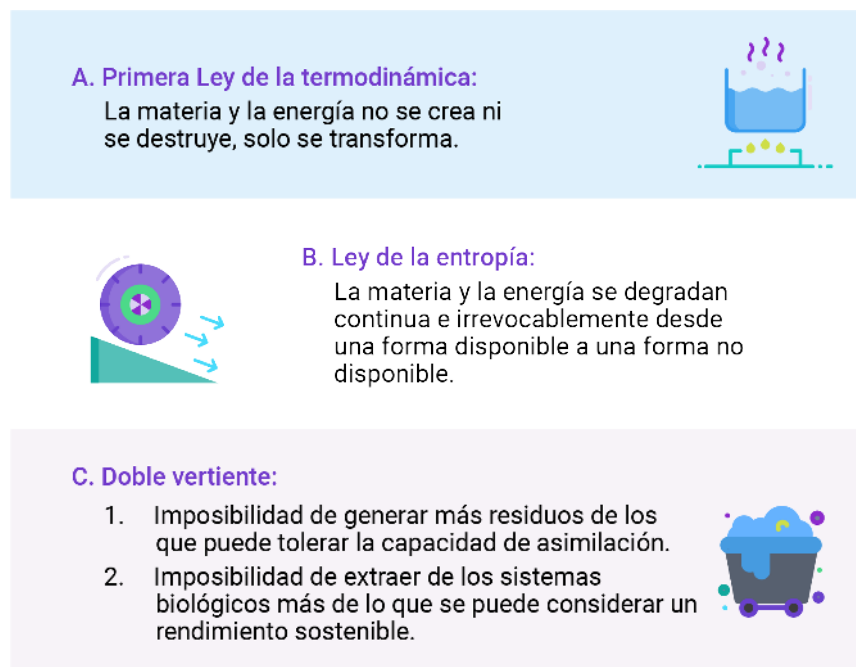 A. Primera Ley de la termodinámica:
La materia y la energía no se crea ni
se destruye, solo se transforma.
B. Ley de la entropía:
La materia y la energía se degradan
continua e irrevocablemente desde
una forma disponible a una forma no
disponible.
C. Doble vertiente:
1. Imposibilidad de generar más residuos de los
que puede tolerar la capacidad de asimilación.
2. Imposibilidad de extraer de los sistemas
biológicos más de lo que se puede considerar un
rendimiento sostenible.